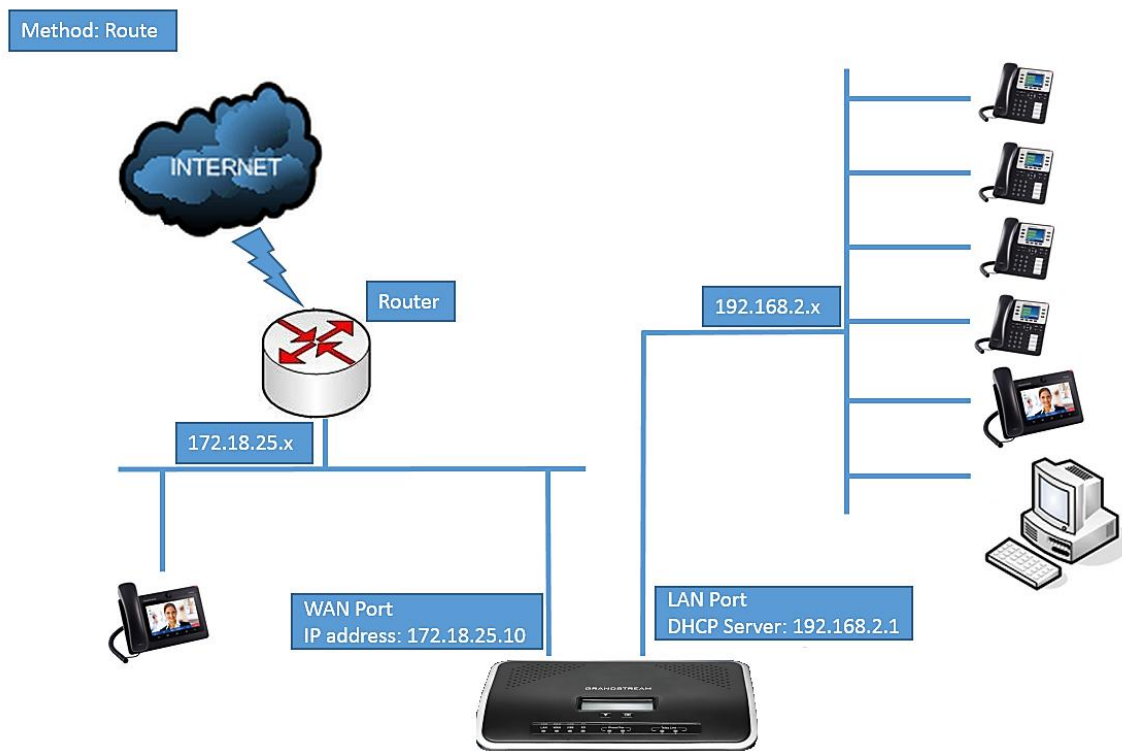 Method: Route
INTERNET
Router
192.168.2.x
172.18.25.x
WAN Port
IP address: 172.18.25.10
LAN Port
DHCP Server: 192.168.2.1
GRANDSTREAM